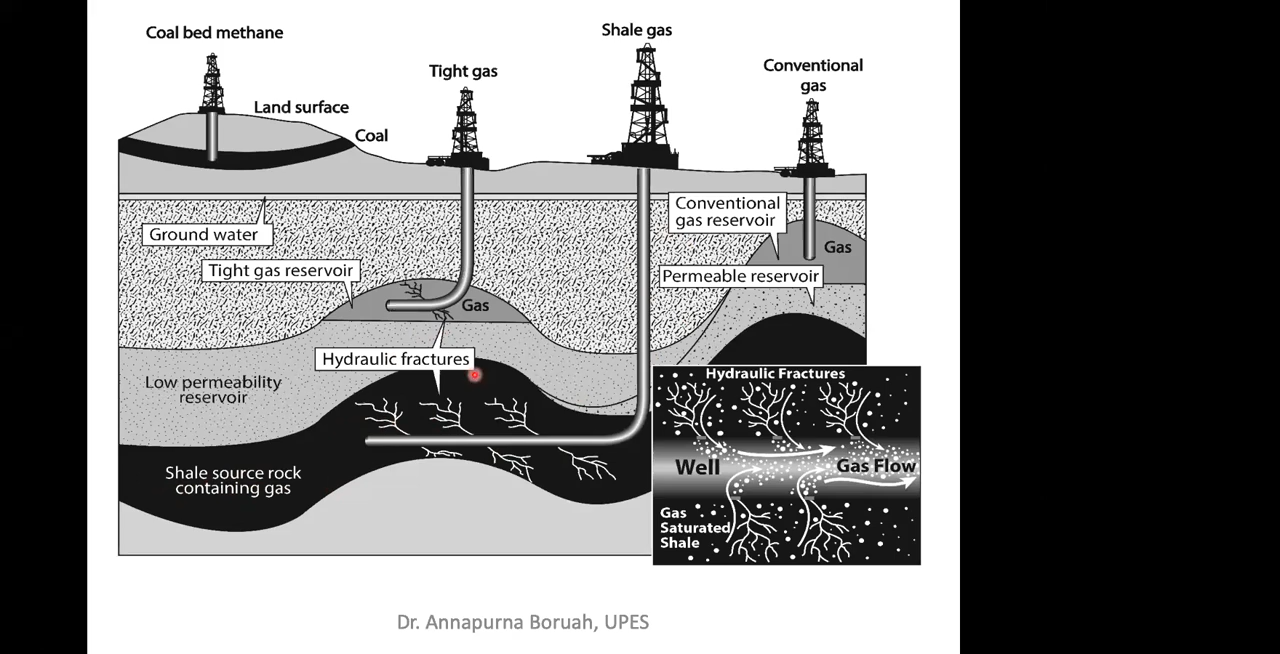 Coal bed methane
Shale gas
Tight gas
Conventional
gas
Land surface
Coal
Conventional
gas reservoir
Ground water
Gas
Tight gas reservoir
Permeable reservoir
Gas
Hydraulic fractures
Low permeability
reservoir
Shale source rock
containing gas
Hydraulic Fractures
Well
Gas Flow
Gas
Saturated
Shale
Dr. Annapurna Boruah, UPES